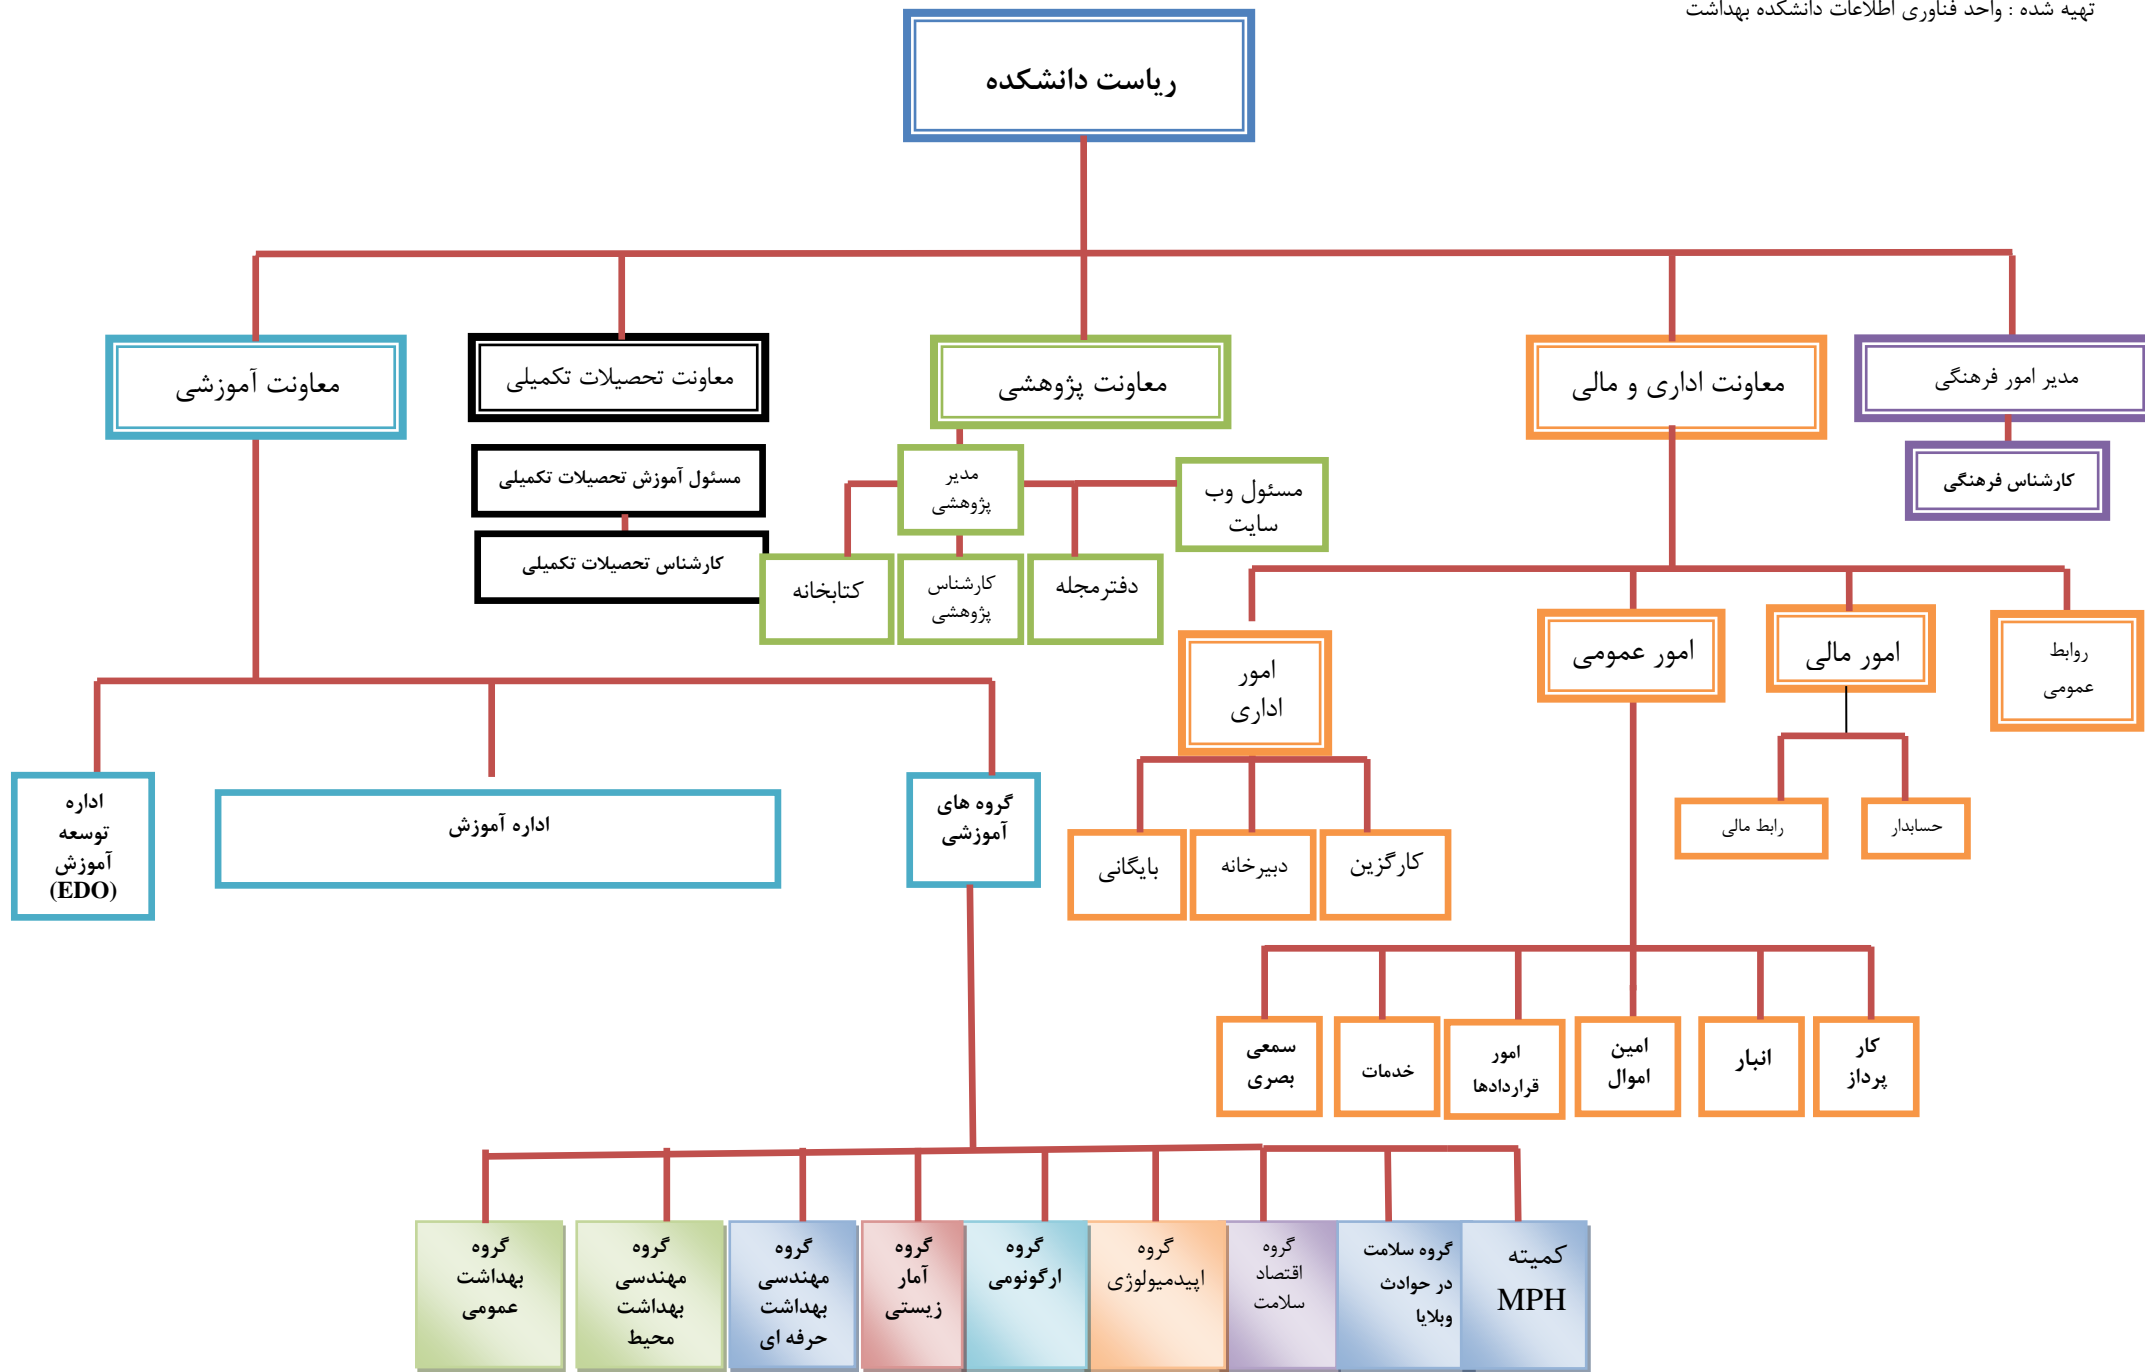 تهیه شده : واحد فناوری اطلاعات دانشکده بهداشت
ریاست دانشکده
مدیر امور فرهنگی
معاونت اداری و مالی
معاونت پژوهشی
معاونت تحصیلات تکمیلی
معاونت آموزشی
کارشناس فرهنگی
مسئول وب
سایت
مدیر
پژوهشی
مسئول آموزش تحصیلات تکمیلی
کارشناس تحصیلات تکمیلی
دفترمجله
کارشناس
پژوهشی
کتابخانه
روابط
عمومی
امور مالی
امور عمومی
امور
اداری
حسابدار
رابط مالی
کارگزین
دبیرخانه
بایگانی
گروه های
آموزشی
اداره آموزش
اداره
توسعه
آموزش
(EDO)
کار
پرداز
انبار
امین
اموال
امور
قراردادها
خدمات
سمعی
بصری
کمیته
MPH
گروه سلامت
در حوادث
وبلایا
گروه
اقتصاد
سلامت
گروه
اپیدمیولوژی
گروه
ارگونومی
گروه
آمار
زیستی
گروه
مهندسی
بهداشت
حرفه ای
گروه
مهندسی
بهداشت
محیط
گروه
بهداشت
عمومی